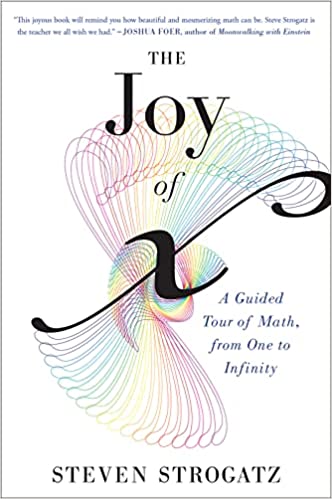 "This joyous book will remind you how beautiful and mesmerizing math can be. Steve Strogatz is
the teacher we all wish we had." – JOSHUA FOER, author of Moonwalking with Einstein
THE
Joy
of
x
A Guided
Tour of Math,
from One to
Infinity
STEVEN STROGATZ